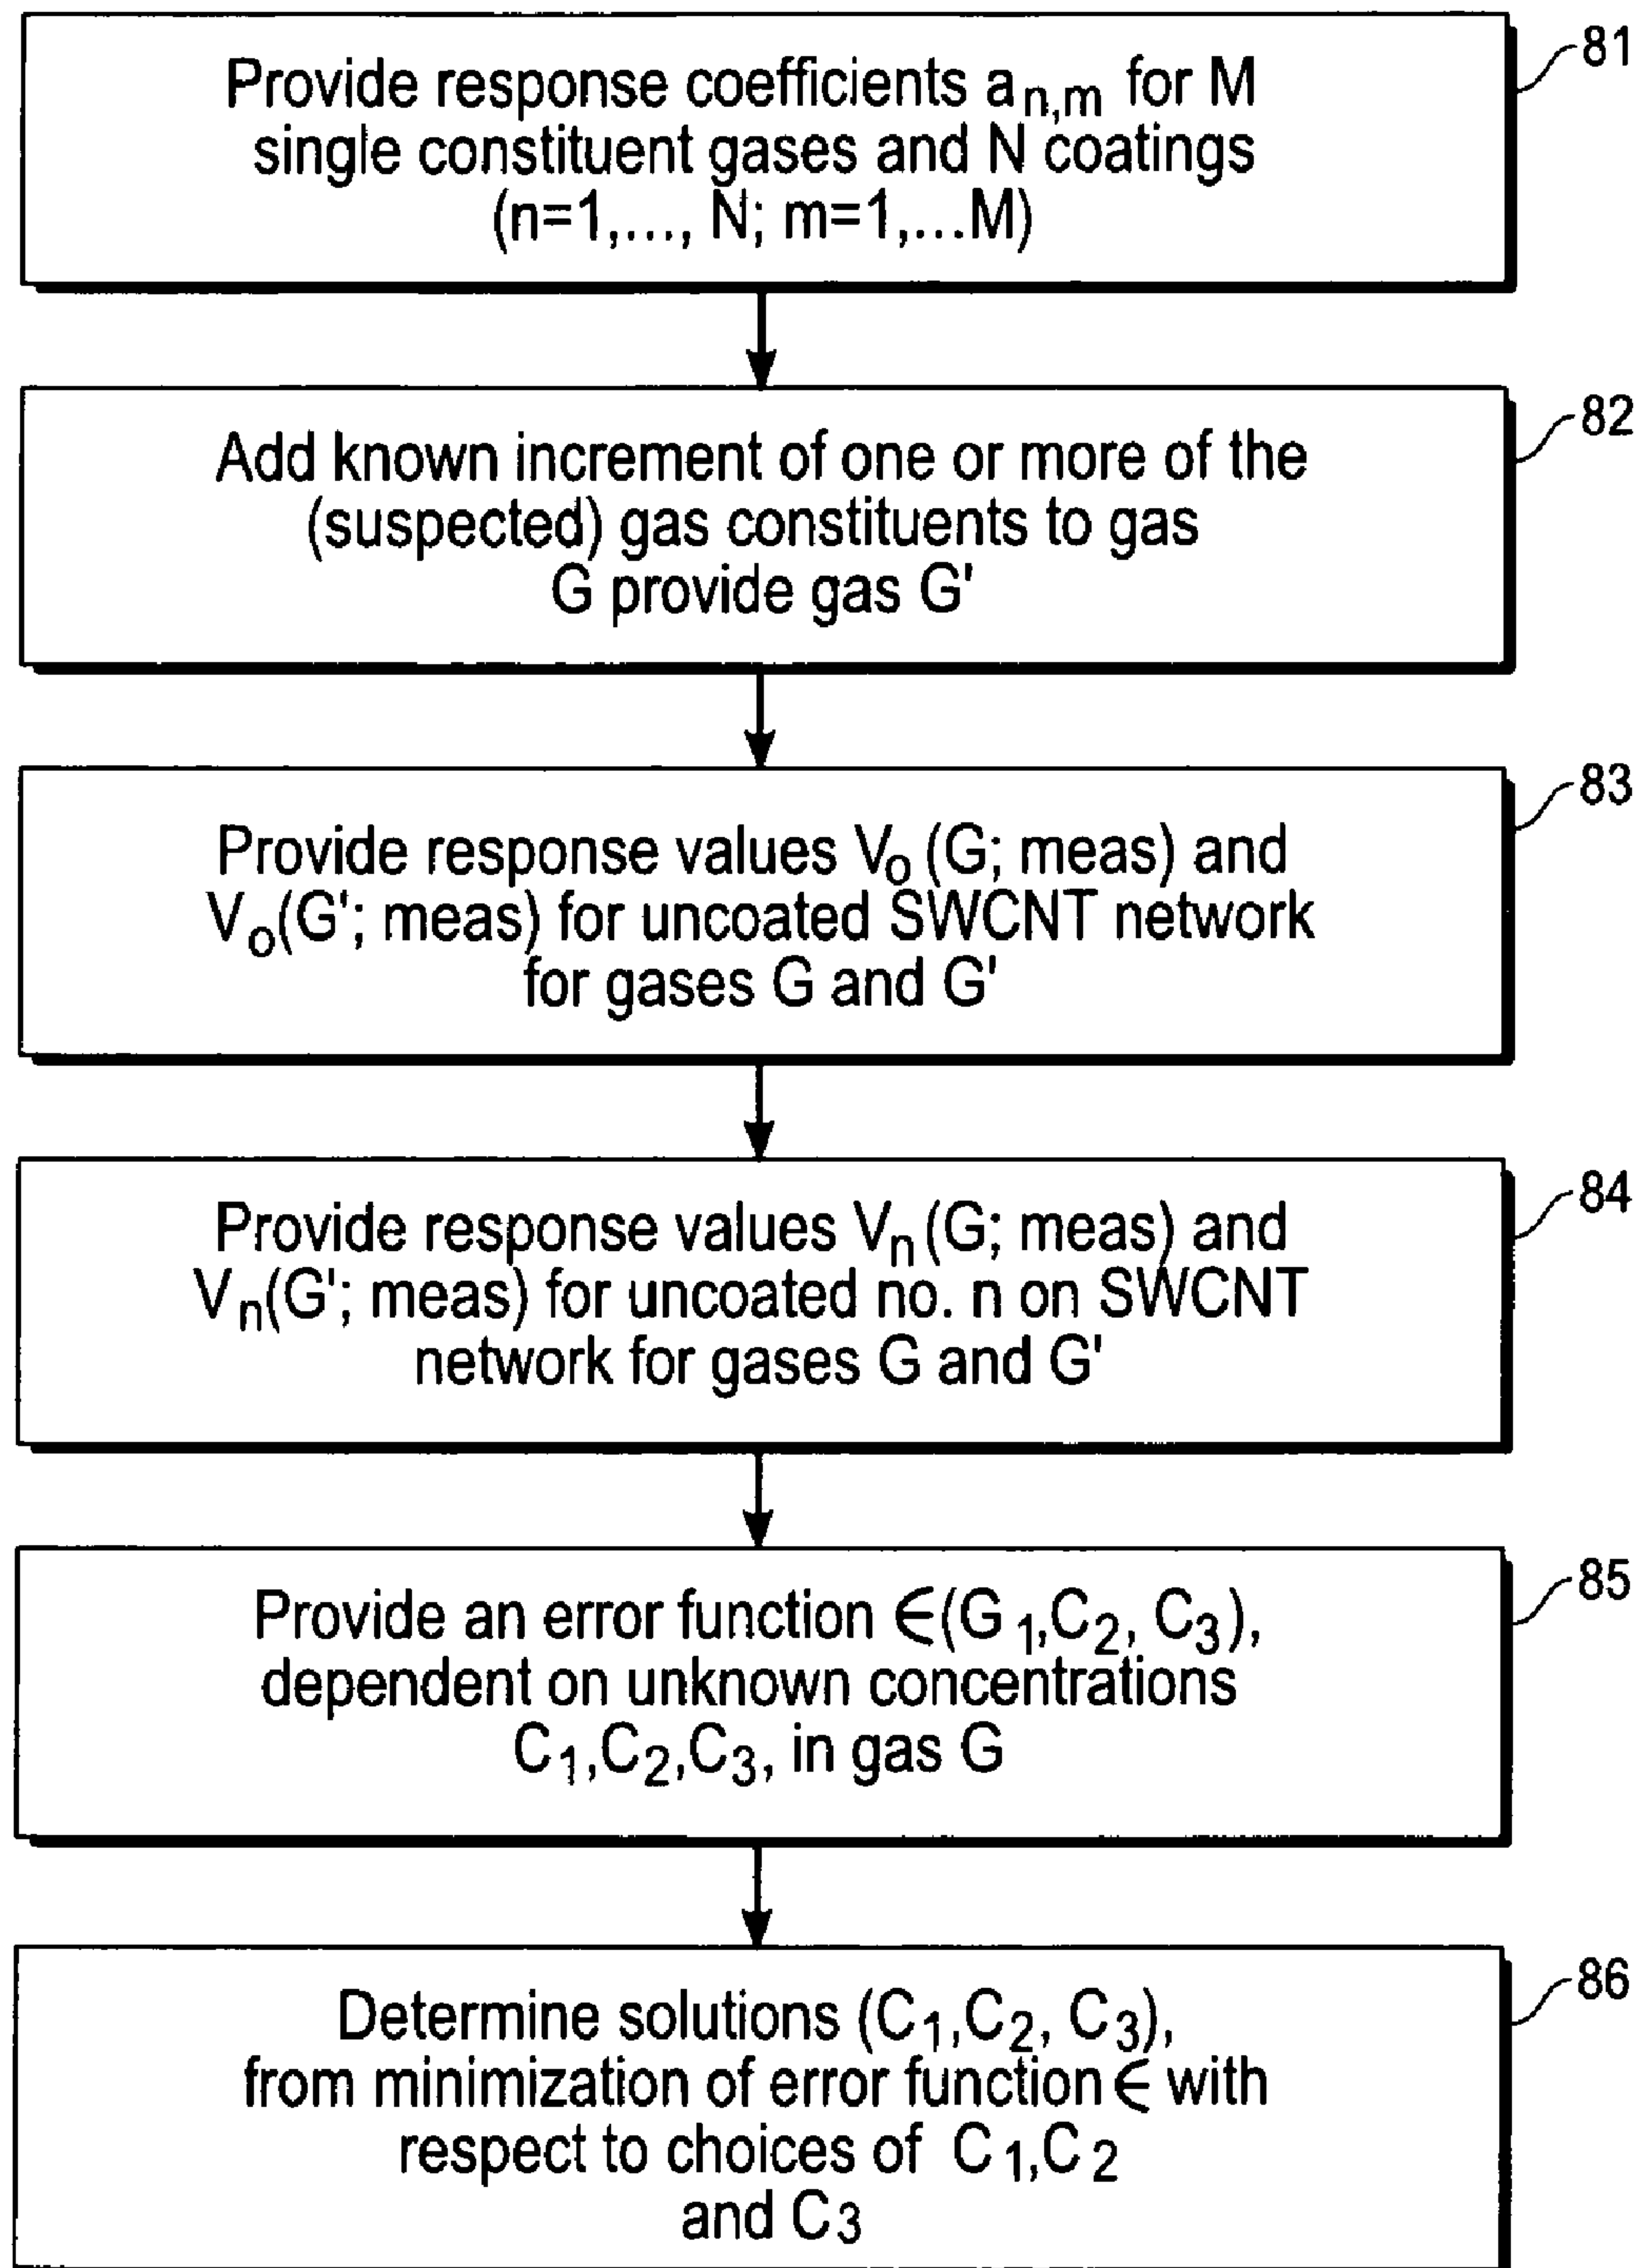 81
Provide response coefficients aₙ,ₘ for M
single constituent gases and N coatings
(n=1,..., N; m=1,...M)
82
Add known increment of one or more of the
(suspected) gas constituents to gas
G provide gas G'
83
Provide response values Vₒ (G; meas) and
Vₒ(G'; meas) for uncoated SWCNT network
for gases G and G'
84
Provide response values Vₙ(G; meas) and
Vₙ(G'; meas) for uncoated no. n on SWCNT
network for gases G and G'
85
Provide an error function ∈(G₁,C₂, C₃),
dependent on unknown concentrations
C₁,C₂,C₃, in gas G
86
Determine solutions (C₁,C₂, C₃),
from minimization of error function ∈ with
respect to choices of C₁,C₂
and C₃